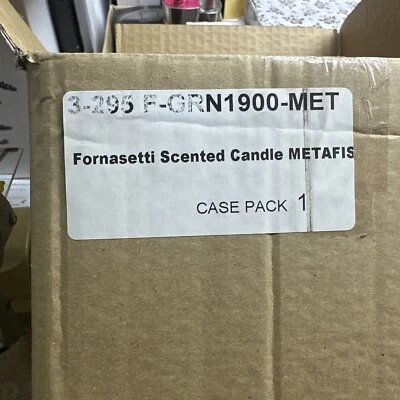 3-295 F-GRN1900-MET
Fornasetti Scented Candle METAFIS
CASE PACK 1